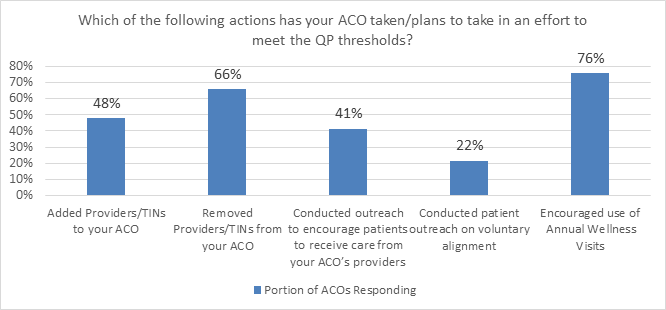 Which of the following actions has your ACO taken/plans to take in an effort to
meet the QP thresholds?
80%
70%
60%
50%
40%
30%
20%
10%
0%
48%
66%
41%
22%
76%
Added Providers/TINs
to your ACO
Removed
Providers/TINs from
your ACO
Conducted outreach
to encourage patients
to receive care from
your ACO's providers
Conducted patient
outreach on voluntary
alignment
Encouraged use of
Annual Wellness
Visits
Portion of ACOs Responding